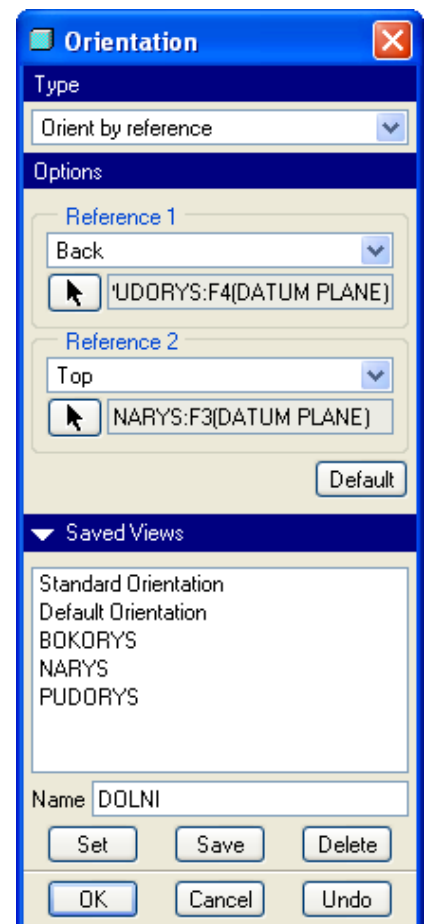 Orientation
Type
Orient by reference
Options
Reference 1
Back
'UDORYS:F4(DATUM PLANE)
Reference 2
Top
NARYS:F3(DATUM PLANE)
Default
Saved Views
Standard Orientation
Default Orientation
BOKORYS
NARYS
PUDORYS
Name DOLNI
Set Save Delete
OK Cancel Undo